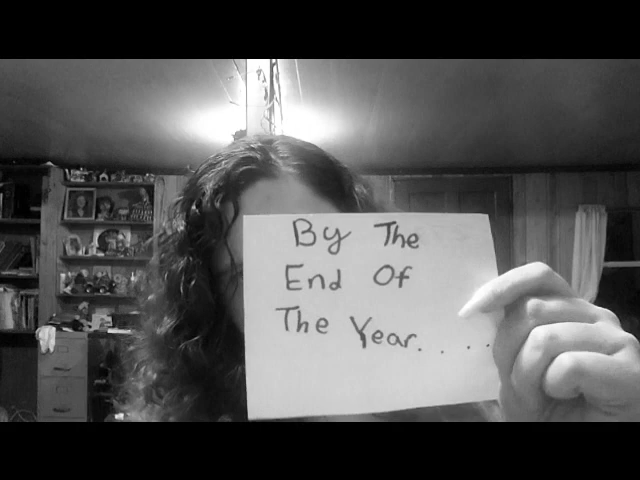 By The
End Of
The Year....